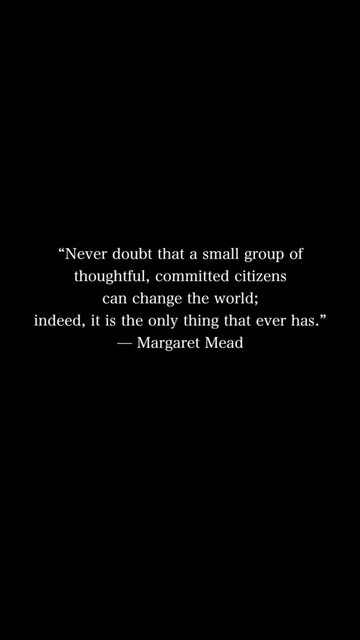 “Never doubt that a small group of
thoughtful, committed citizens
can change the world;
indeed, it is the only thing that ever has.”
— Margaret Mead